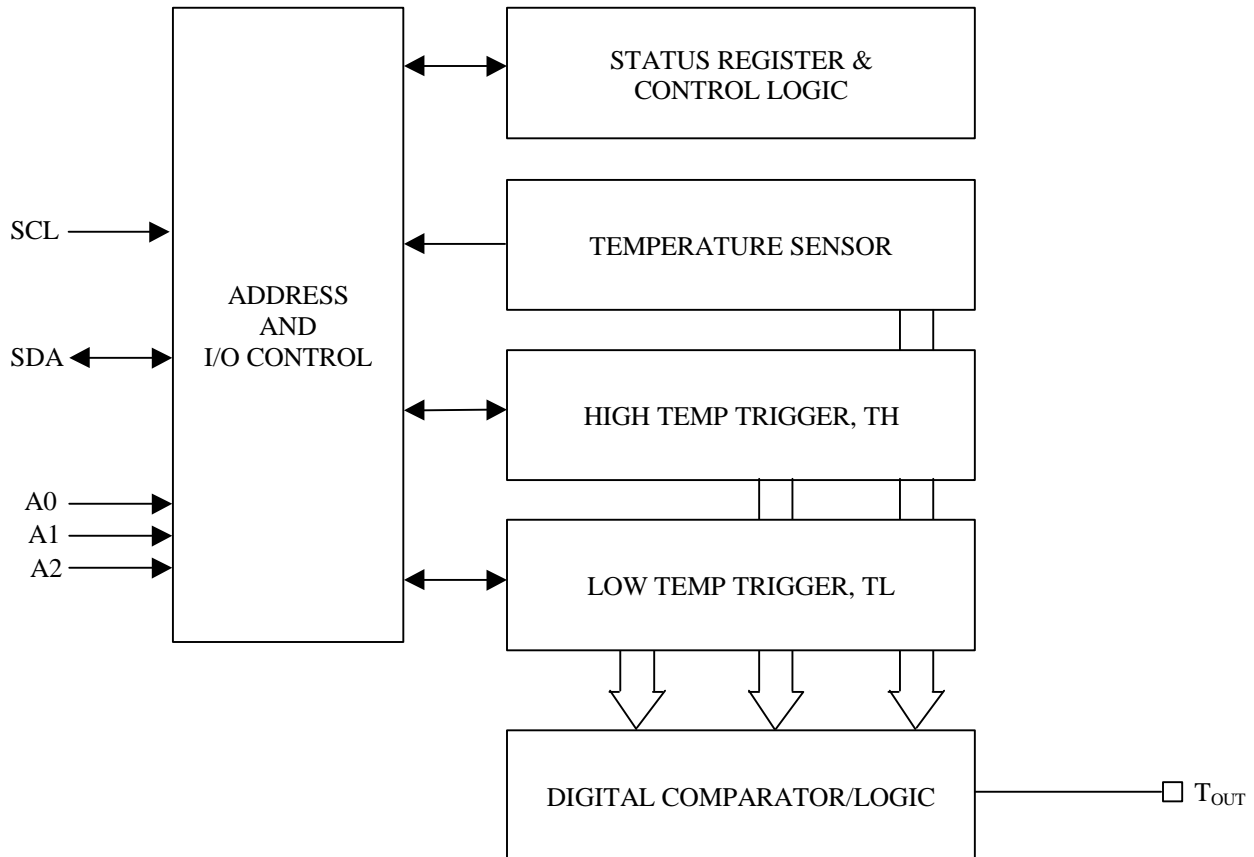 STATUS REGISTER &
CONTROL LOGIC
SCL
TEMPERATURE SENSOR
ADDRESS
AND
I/O CONTROL
SDA
HIGH TEMP TRIGGER, TH
A0
A1
A2
LOW TEMP TRIGGER, TL
DIGITAL COMPARATOR/LOGIC
TOUT